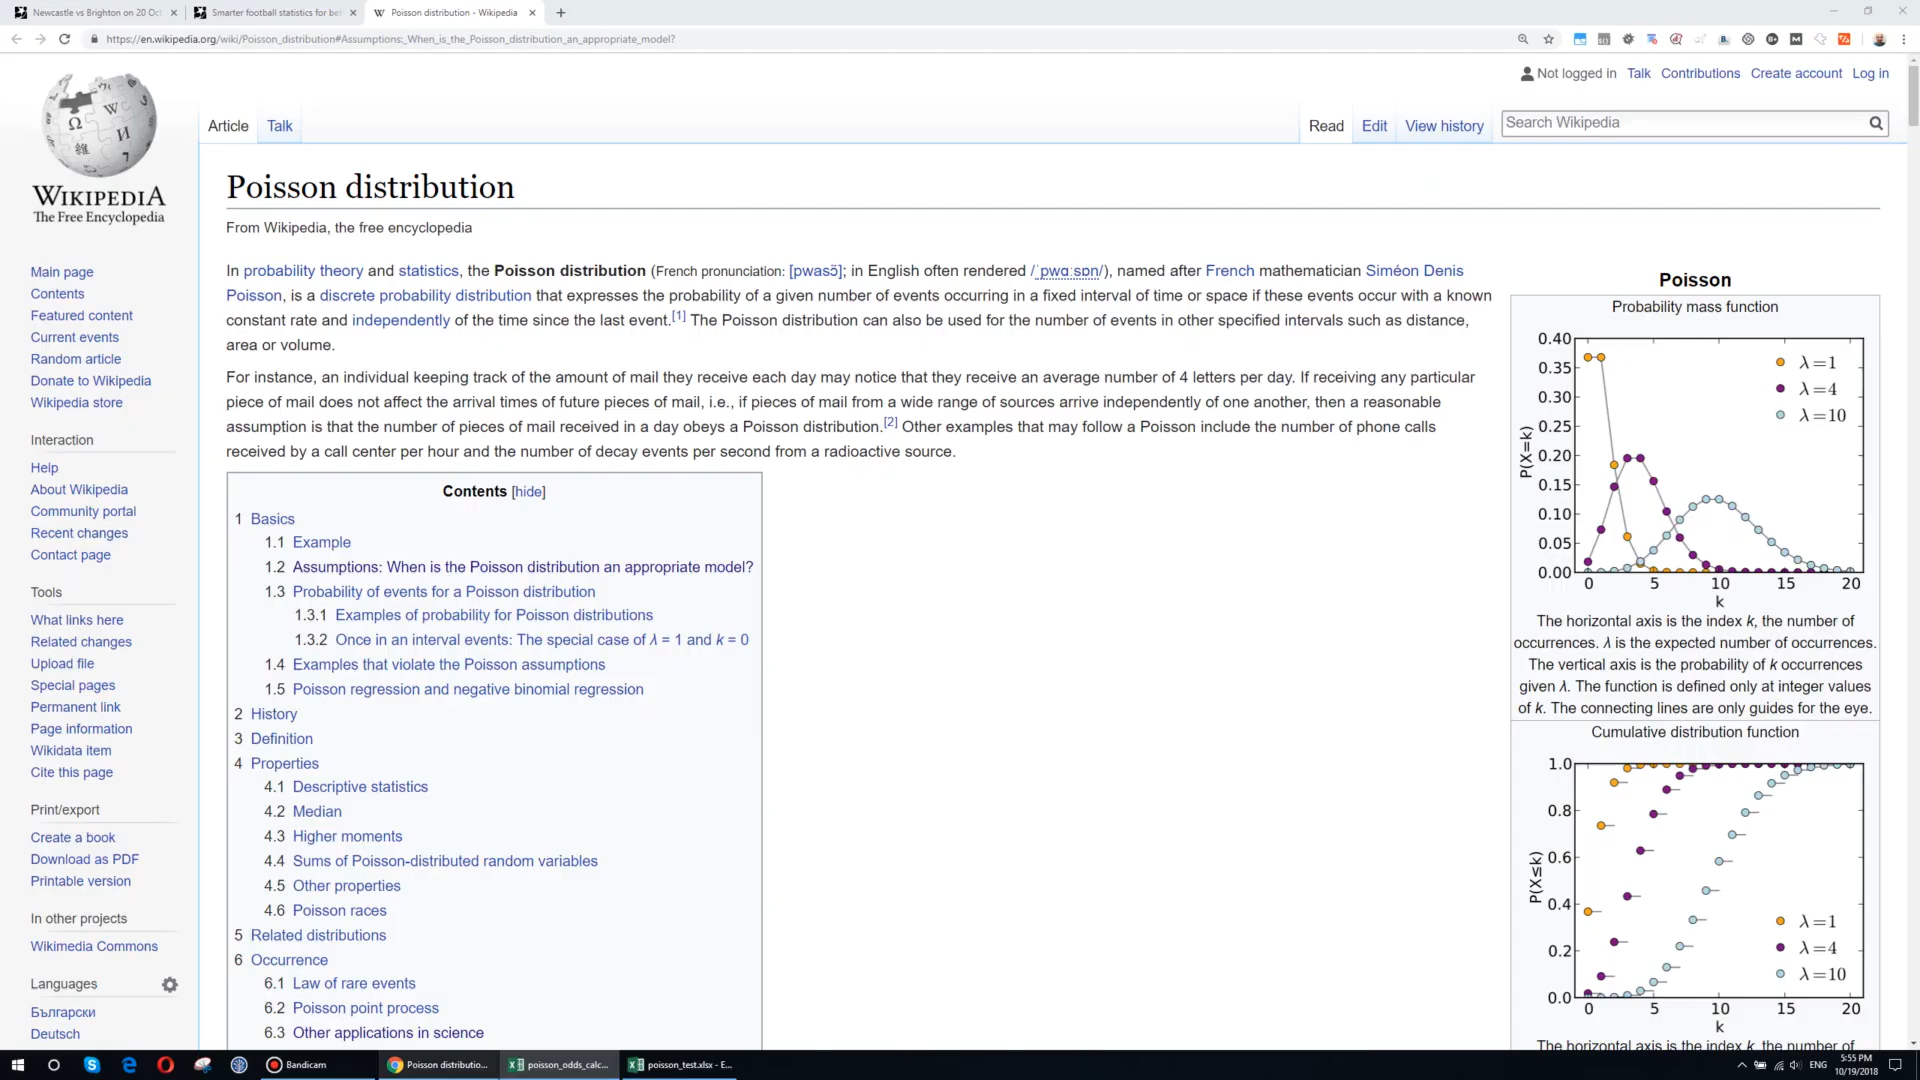 Newcastle vs Brighton on 20 Oct
Smarter football statistics for bet
Poisson distribution - Wikipedia
https://en.wikipedia.org/wiki/Poisson_distribution#Assumptions:_When_is_the_Poisson_distribution_an_appropriate_model?
Not logged in Talk Contributions Create account Log in
Article Talk Read Edit View history Search Wikipedia
WIKIPEDIA
The Free Encyclopedia
Main page
Contents
Featured content
Current events
Random article
Donate to Wikipedia
Wikipedia store
Interaction
Help
About Wikipedia
Community portal
Recent changes
Contact page
Tools
What links here
Related changes
Upload file
Special pages
Permanent link
Page information
Wikidata item
Cite this page
Print/export
Create a book
Download as PDF
Printable version
In other projects
Wikimedia Commons
Languages
Български
Deutsch
Poisson distribution
From Wikipedia, the free encyclopedia
In probability theory and statistics, the Poisson distribution (French pronunciation: [pwasɔ̃]; in English often rendered /ˈpwɑːsɒn/), named after French mathematician Siméon Denis
Poisson, is a discrete probability distribution that expresses the probability of a given number of events occurring in a fixed interval of time or space if these events occur with a known
constant rate and independently of the time since the last event.[1] The Poisson distribution can also be used for the number of events in other specified intervals such as distance,
area or volume.
For instance, an individual keeping track of the amount of mail they receive each day may notice that they receive an average number of 4 letters per day. If receiving any particular
piece of mail does not affect the arrival times of future pieces of mail, i.e., if pieces of mail from a wide range of sources arrive independently of one another, then a reasonable
assumption is that the number of pieces of mail received in a day obeys a Poisson distribution.[2] Other examples that may follow a Poisson include the number of phone calls
received by a call center per hour and the number of decay events per second from a radioactive source.
Contents [hide]
1 Basics
1.1 Example
1.2 Assumptions: When is the Poisson distribution an appropriate model?
1.3 Probability of events for a Poisson distribution
1.3.1 Examples of probability for Poisson distributions
1.3.2 Once in an interval events: The special case of λ = 1 and k = 0
1.4 Examples that violate the Poisson assumptions
1.5 Poisson regression and negative binomial regression
2 History
3 Definition
4 Properties
4.1 Descriptive statistics
4.2 Median
4.3 Higher moments
4.4 Sums of Poisson-distributed random variables
4.5 Other properties
4.6 Poisson races
5 Related distributions
6 Occurrence
6.1 Law of rare events
6.2 Poisson point process
6.3 Other applications in science
Poisson
Probability mass function
0.40
0.35
0.30
0.25
0.20
0.15
0.10
0.05
0.00
P(X=k)
λ=1
λ=4
λ=10
0 5 10 15 20
k
The horizontal axis is the index k, the number of
occurrences. λ is the expected number of occurrences.
The vertical axis is the probability of k occurrences
given λ. The function is defined only at integer values
of k. The connecting lines are only guides for the eye.
Cumulative distribution function
1.0
0.8
0.6
0.4
0.2
0.0
P(X≤k)
λ=1
λ=4
λ=10
0 5 10 15 20
k
The horizontal axis is the index k, the number of
Bandicam
Poisson distributio...
poisson_odds_calc...
poisson_test.xlsx - E...
ENG
5:55 PM
10/19/2018